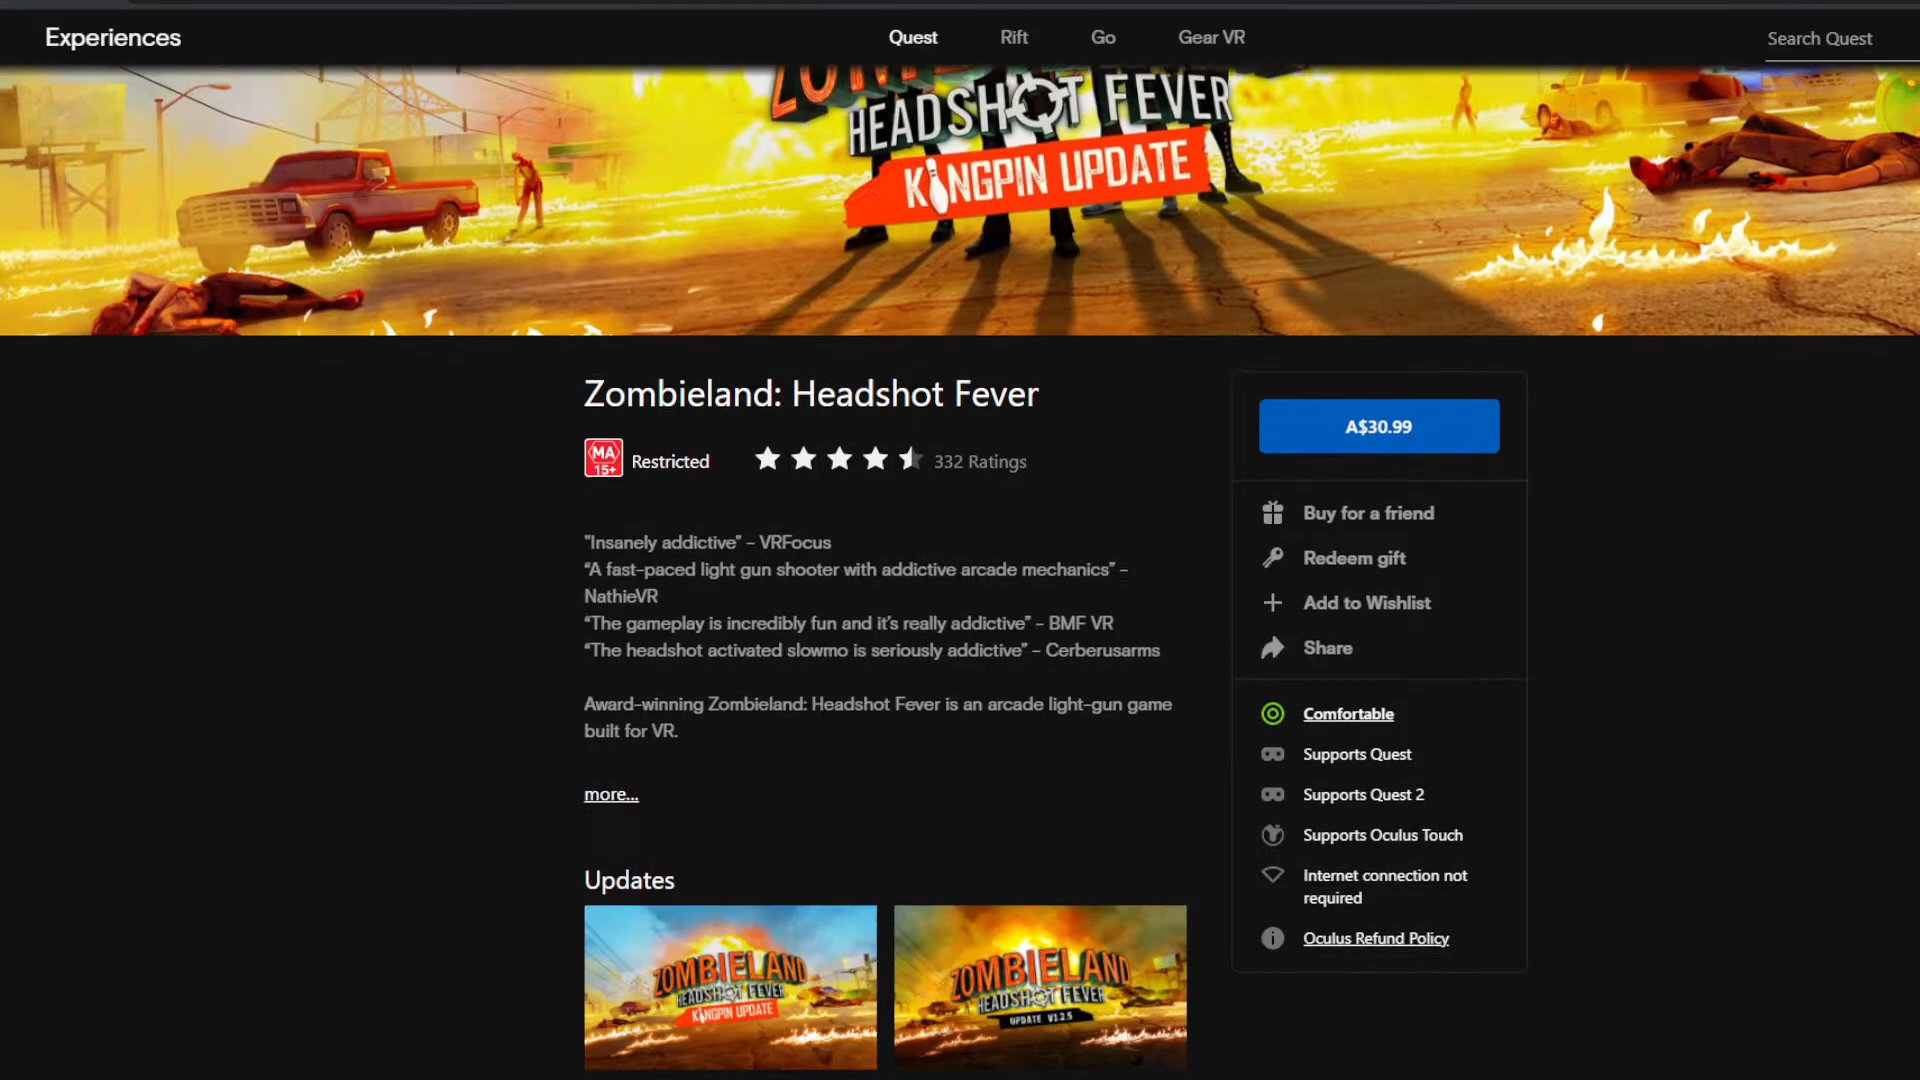 Experiences
Quest
Rift
Go
Gear VR
Search Quest
HEADSHOT FEVER
KINGPIN UPDATE
Zombieland: Headshot Fever
MA
15+
Restricted
332 Ratings
"Insanely addictive" – VRFocus
“A fast-paced light gun shooter with addictive arcade mechanics” –
NathieVR
“The gameplay is incredibly fun and it’s really addictive” – BMF VR
“The headshot activated slowmo is seriously addictive” – Cerberusarms
Award-winning Zombieland: Headshot Fever is an arcade light-gun game
built for VR.
more...
A$30.99
Buy for a friend
Redeem gift
Add to Wishlist
Share
Comfortable
Supports Quest
Supports Quest 2
Supports Oculus Touch
Internet connection not
required
Oculus Refund Policy
Updates
ZOMBIELAND
HEADSHOT FEVER
KINGPIN UPDATE
ZOMBIELAND
HEADSHOT FEVER
UPDATE V1.2.5